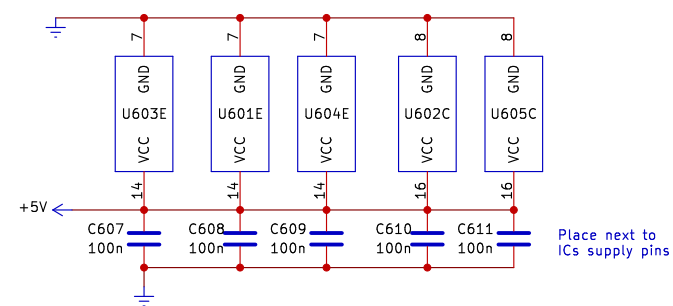 7 7 7 8 8
GND GND GND GND GND
U603E U601E U604E U602C U605C
VCC VCC VCC VCC VCC
14 14 14 16 16
+5V
C607 C608 C609 C610 C611
100n 100n 100n 100n 100n
Place next to
ICs supply pins